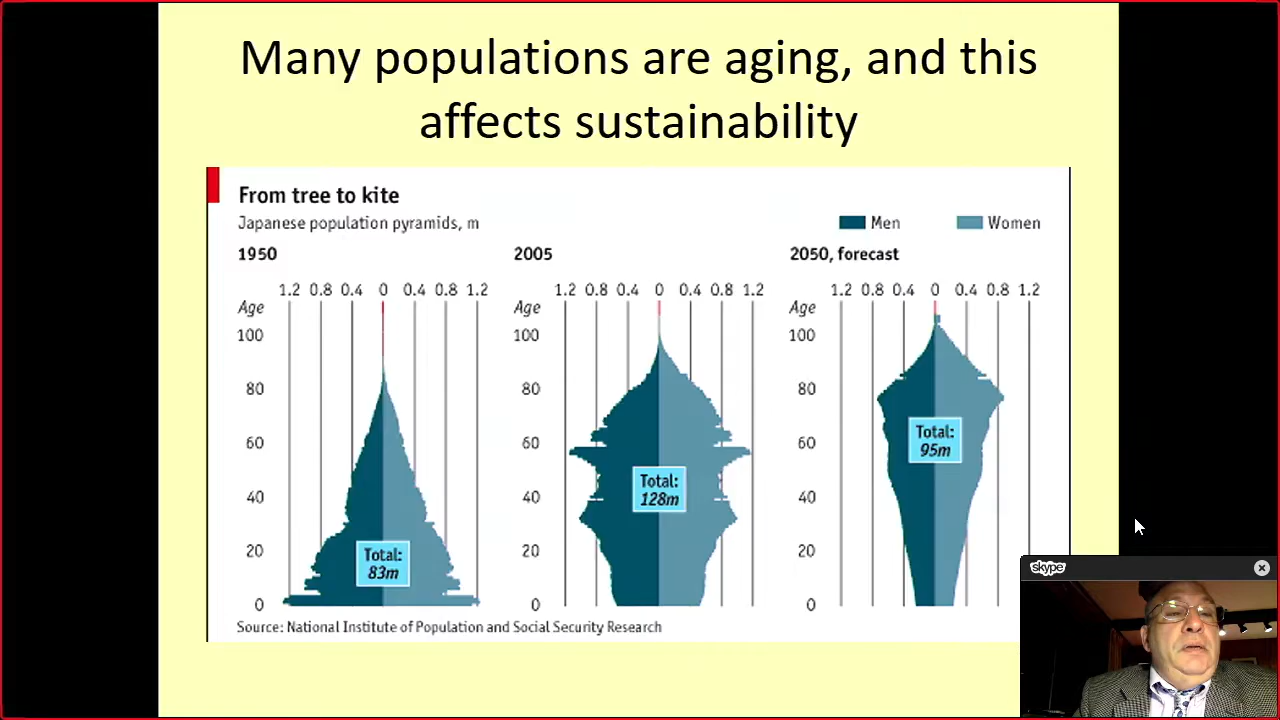 Many populations are aging, and this
affects sustainability
From tree to kite
Japanese population pyramids, m
Men Women
1950 2005 2050, forecast
1.2 0.8 0.4 0 0.4 0.8 1.2 1.2 0.8 0.4 0 0.4 0.8 1.2 1.2 0.8 0.4 0 0.4 0.8 1.2
Age Age Age
100 100 100
80 80 80
60 60 60
Total:
95m
40 40 40
Total:
128m
20 20 20
Total:
83m
0 0 0
Source: National Institute of Population and Social Security Research
skype